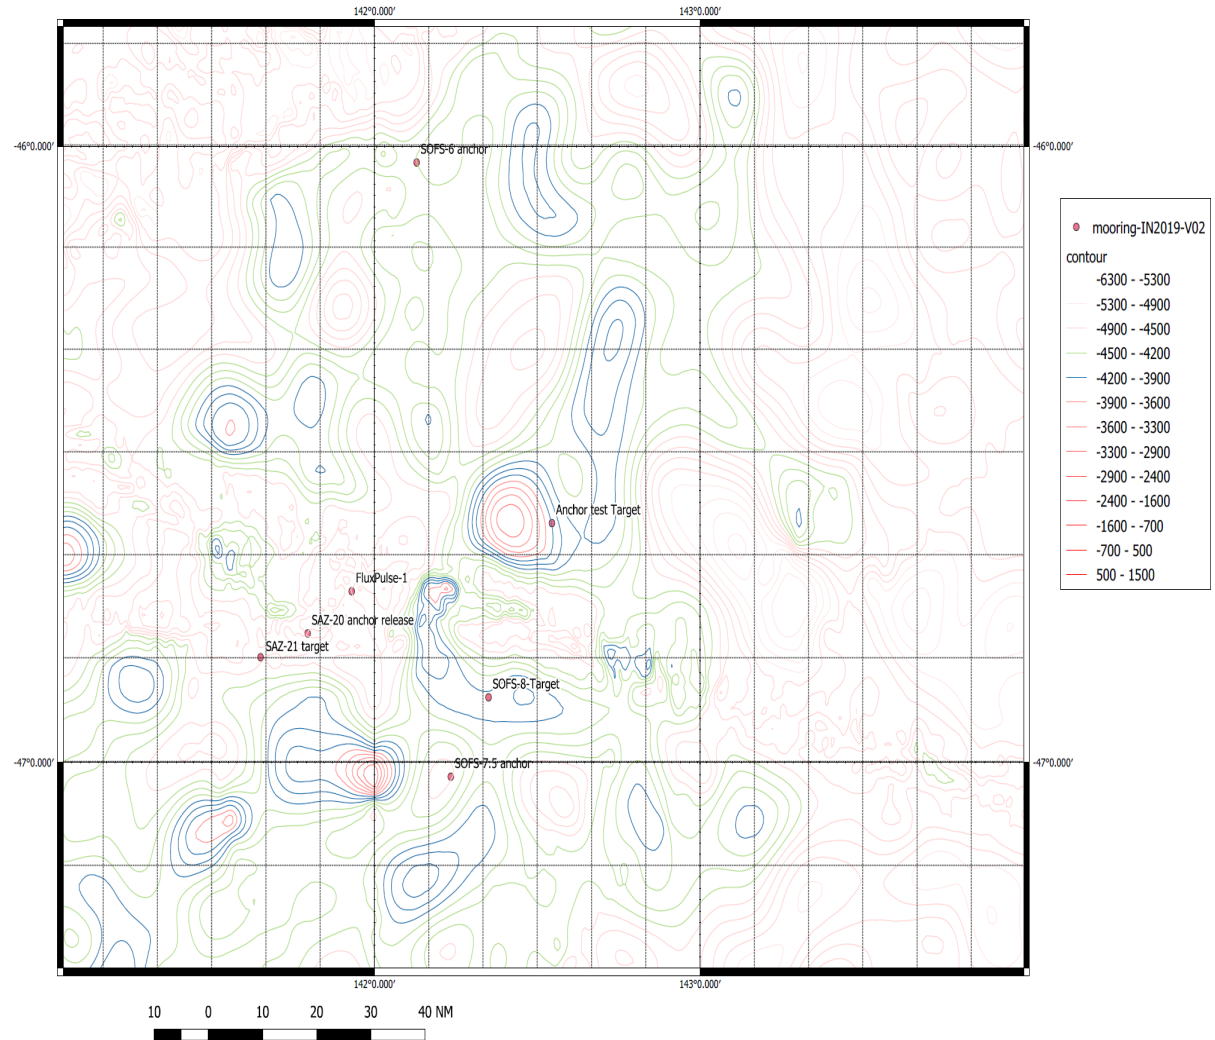 142°0.000' 143°0.000'
-46°0.000' -46°0.000'
SOFS-6 anchor
mooring-IN2019-V02
contour
-6300 - -5300
-5300 - -4900
-4900 - -4500
-4500 - -4200
-4200 - -3900
-3900 - -3600
-3600 - -3300
-3300 - -2900
-2900 - -2400
-2400 - -1600
-1600 - -700
-700 - 500
500 - 1500
Anchor test Target
FluxPulse-1
SAZ-20 anchor release
SAZ-21 target
SOFS-8-Target
-47°0.000' -47°0.000'
SOFS-7.5 anchor
142°0.000' 143°0.000'
10 0 10 20 30 40 NM